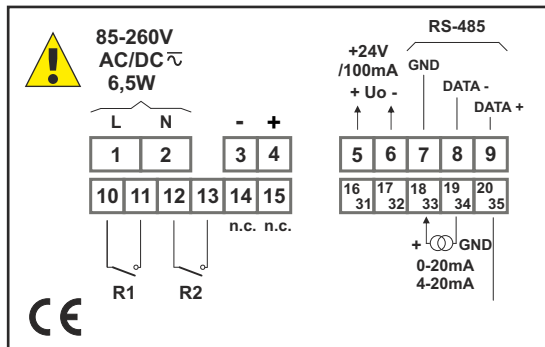 85-260V
AC/DC
6,5W
L N
- +
1 2 3 4
10 11 12 13 14 15
n.c. n.c.
R1 R2
CE
RS-485
+24V
/100mA
GND
+ Uo -
DATA -
DATA +
5 6 7 8 9
16 17 18 19 20
31 32 33 34 35
+ GND
0-20mA
4-20mA